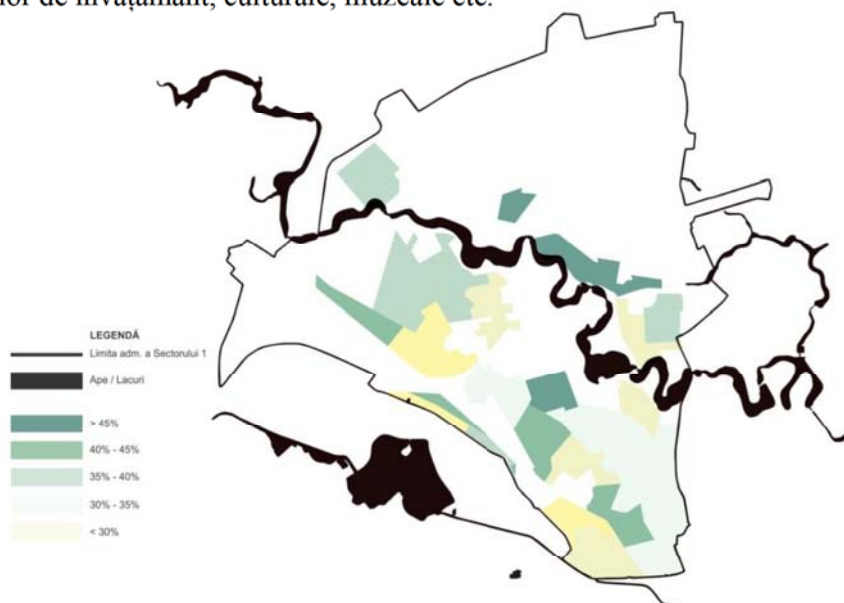 lor de învățământ, culturale, muzeale etc.
LEGENDĂ
Limita adm. a Sectorului 1
Ape / Lacuri
> 45%
40% - 45%
35% - 40%
30% - 35%
< 30%